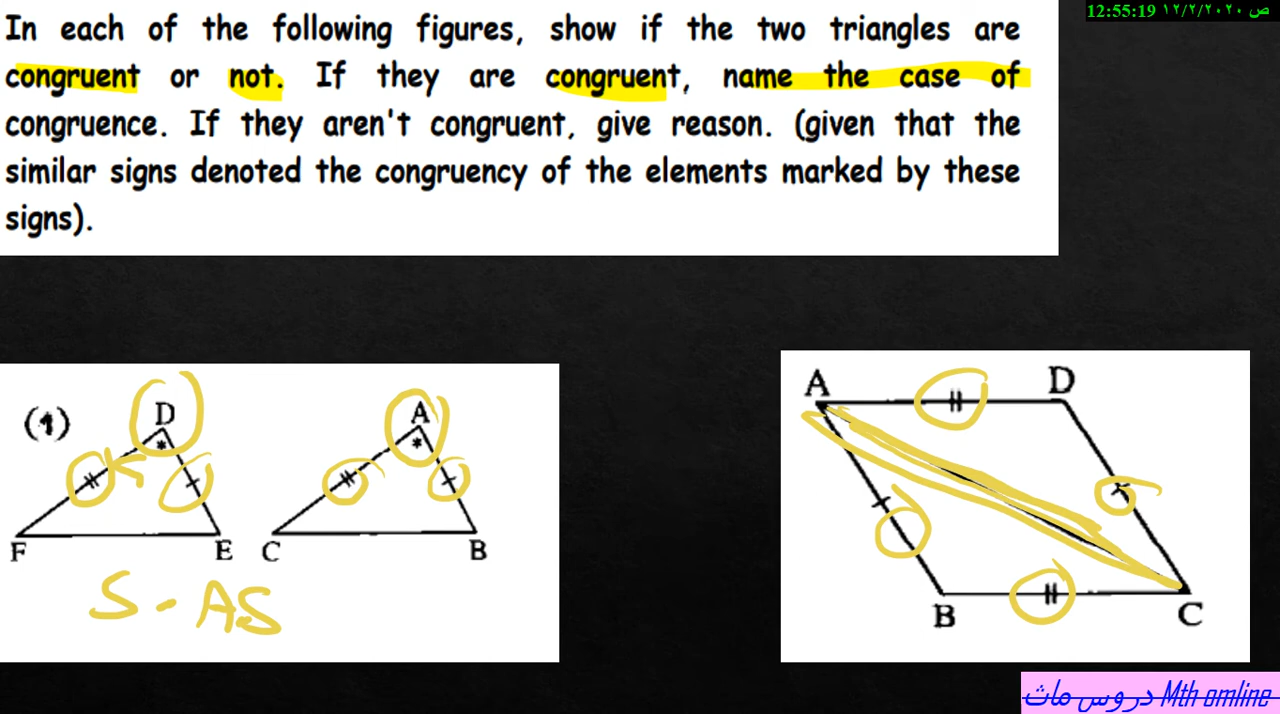 12:55:19 ١٢/٢/٢٠٢٠ ص
In each of the following figures, show if the two triangles are
congruent or not. If they are congruent, name the case of
congruence. If they aren't congruent, give reason. (given that the
similar signs denoted the congruency of the elements marked by these
signs).
(1)
D
A
F
E
C
B
S - AS
A
D
B
C
دروس ماث Mth omline